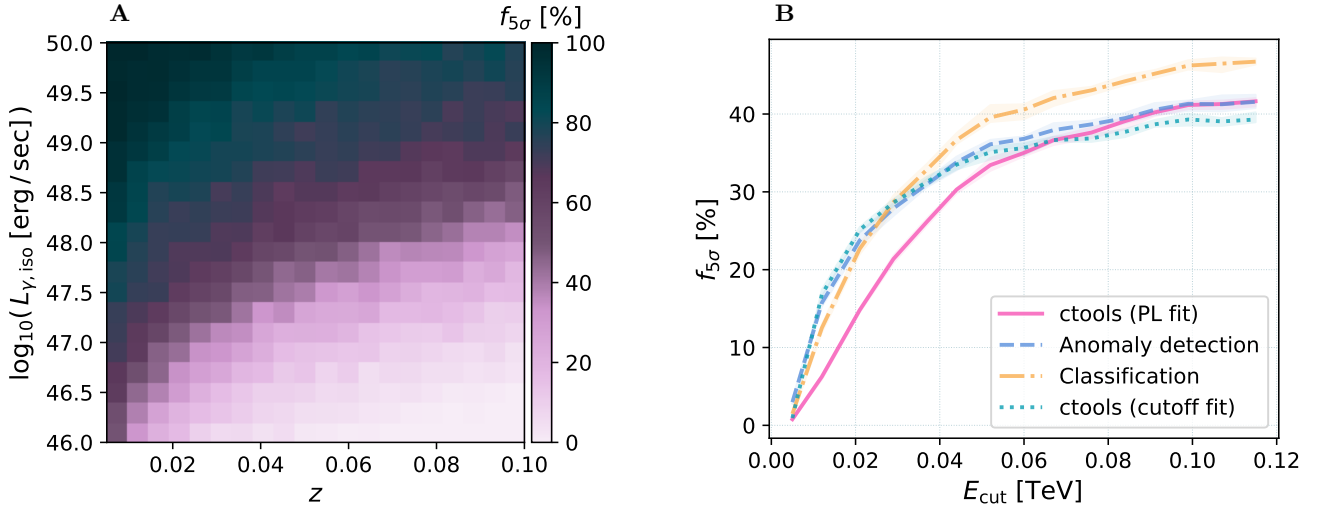 A
f5σ [%]
50.0
49.5
49.0
48.5
48.0
47.5
47.0
46.5
46.0
log10(Lγ,iso [erg / sec])
0.02
0.04
0.06
0.08
0.10
z
100
80
60
40
20
0
B
f5σ [%]
40
30
20
10
0
0.00
0.02
0.04
0.06
0.08
0.10
0.12
Ecut [TeV]
ctools (PL fit)
Anomaly detection
Classification
ctools (cutoff fit)